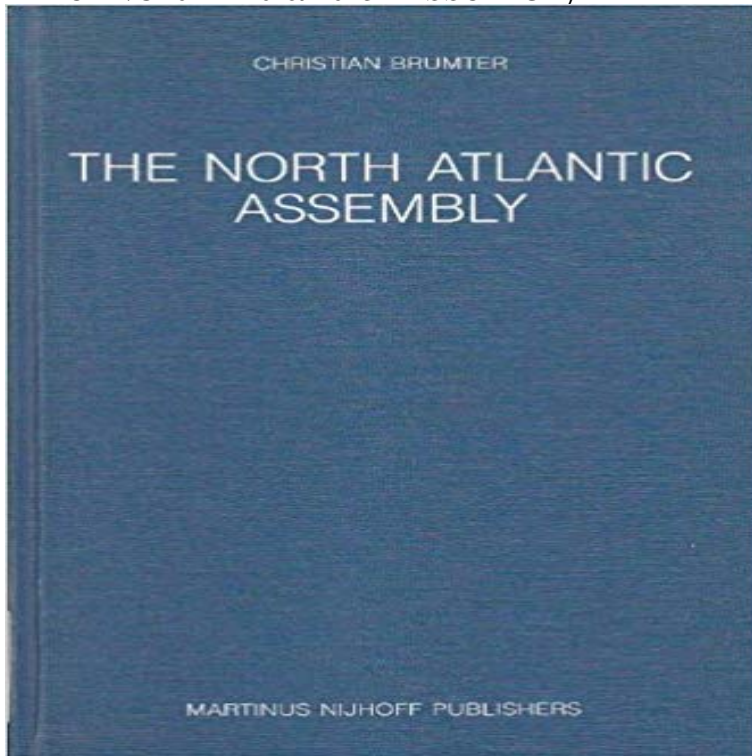 CHRISTIAN BRUMTER
THE NORTH ATLANTIC
ASSEMBLY
MARTINUS NIJHOFF PUBLISHERS